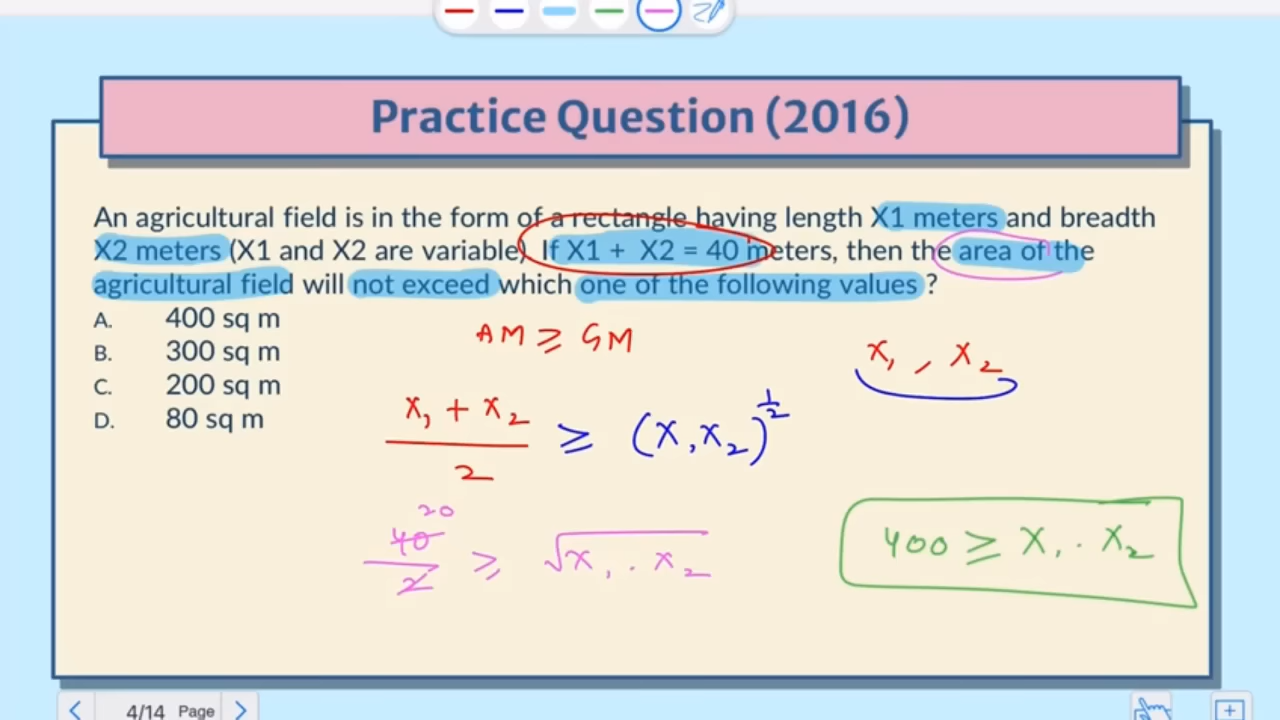 Practice Question (2016)
An agricultural field is in the form of a rectangle having length X1 meters and breadth
X2 meters (X1 and X2 are variable). If X1 + X2 = 40 meters, then the area of the
agricultural field will not exceed which one of the following values ?
A. 400 sq m
B. 300 sq m
C. 200 sq m
D. 80 sq m
AM ≥ GM
x₁ , x₂
x₁ + x₂ / 2 ≥ (x₁x₂)^1/2
20
40 / 2 ≥ √x₁ . x₂
400 ≥ x₁ . x₂
4/14 Page